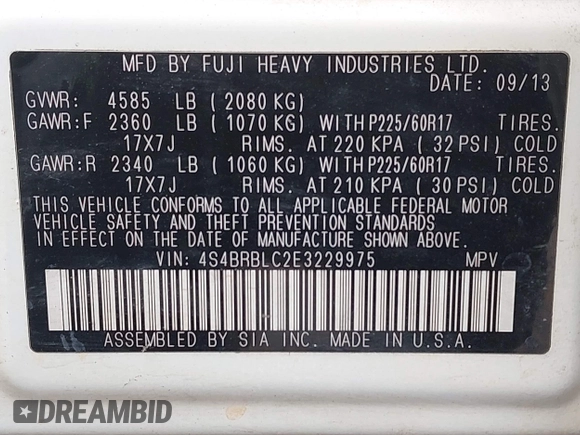 MFD BY FUJI HEAVY INDUSTRIES LTD.
DATE: 09/13
GVWR: 4585 LB ( 2080 KG)
GAWR:F 2360 LB ( 1070 KG) WITH P225/60R17 TIRES.
17X7J RIMS. AT 220 KPA ( 32 PSI) COLD
GAWR:R 2340 LB ( 1060 KG) WITH P225/60R17 TIRES.
17X7J RIMS. AT 210 KPA ( 30 PSI) COLD
THIS VEHICLE CONFORMS TO ALL APPLICABLE FEDERAL MOTOR
VEHICLE SAFETY AND THEFT PREVENTION STANDARDS
IN EFFECT ON THE DATE OF MANUFACTURE SHOWN ABOVE.
VIN: 4S4BRBLC2E3229975 MPV
ASSEMBLED BY SIA INC. MADE IN U.S.A.
DREAMBID